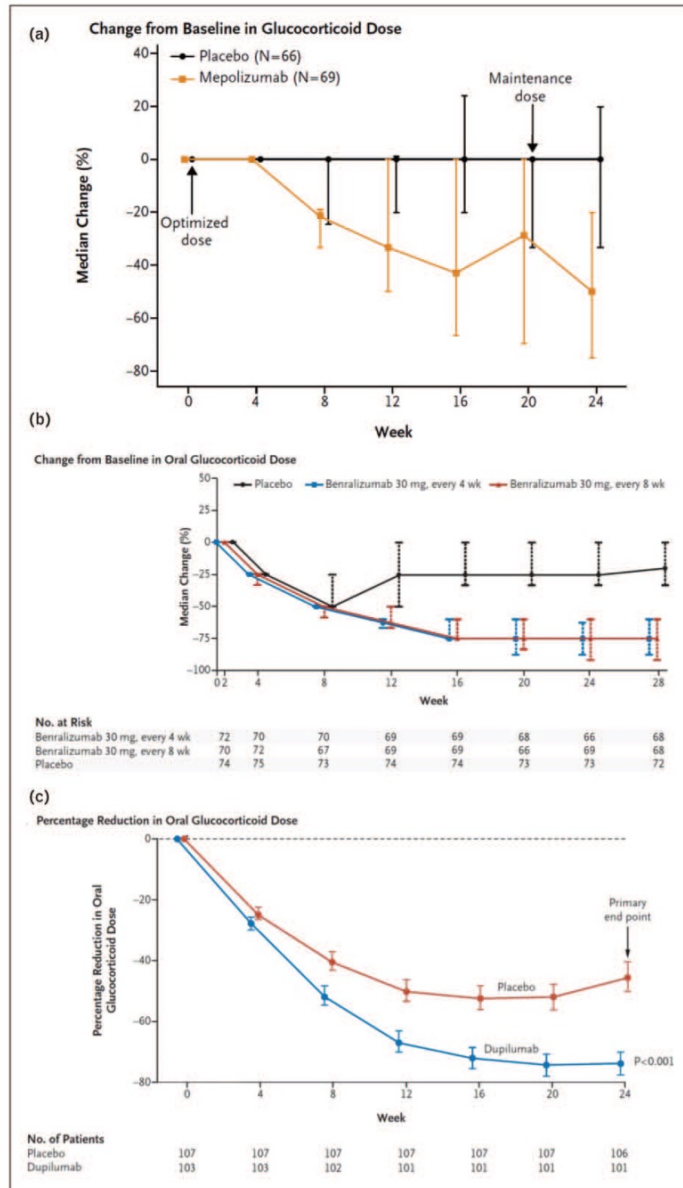 (a)
Change from Baseline in Glucocorticoid Dose
Placebo (N=66)
Mepolizumab (N=69)
Maintenance
dose
Optimized
dose
Median Change (%)
40
20
0
−20
−40
−60
−80
0 4 8 12 16 20 24
Week
(b)
Change from Baseline in Oral Glucocorticoid Dose
Placebo Benralizumab 30 mg, every 4 wk Benralizumab 30 mg, every 8 wk
Median Change (%)
50
25
0
−25
−50
−75
−100
0 2 4 8 12 16 20 24 28
Week
No. at Risk
Benralizumab 30 mg, every 4 wk 72 70 70 69 69 68 66 68
Benralizumab 30 mg, every 8 wk 70 72 67 69 69 66 69 68
Placebo 74 75 73 74 74 73 73 72
(c)
Percentage Reduction in Oral Glucocorticoid Dose
Percentage Reduction in Oral
Glucocorticoid Dose
0
−20
−40
−60
−80
Primary
end point
Placebo
Dupilumab
P<0.001
0 4 8 12 16 20 24
Week
No. of Patients
Placebo 107 107 107 107 107 107 106
Dupilumab 103 103 102 101 101 101 101